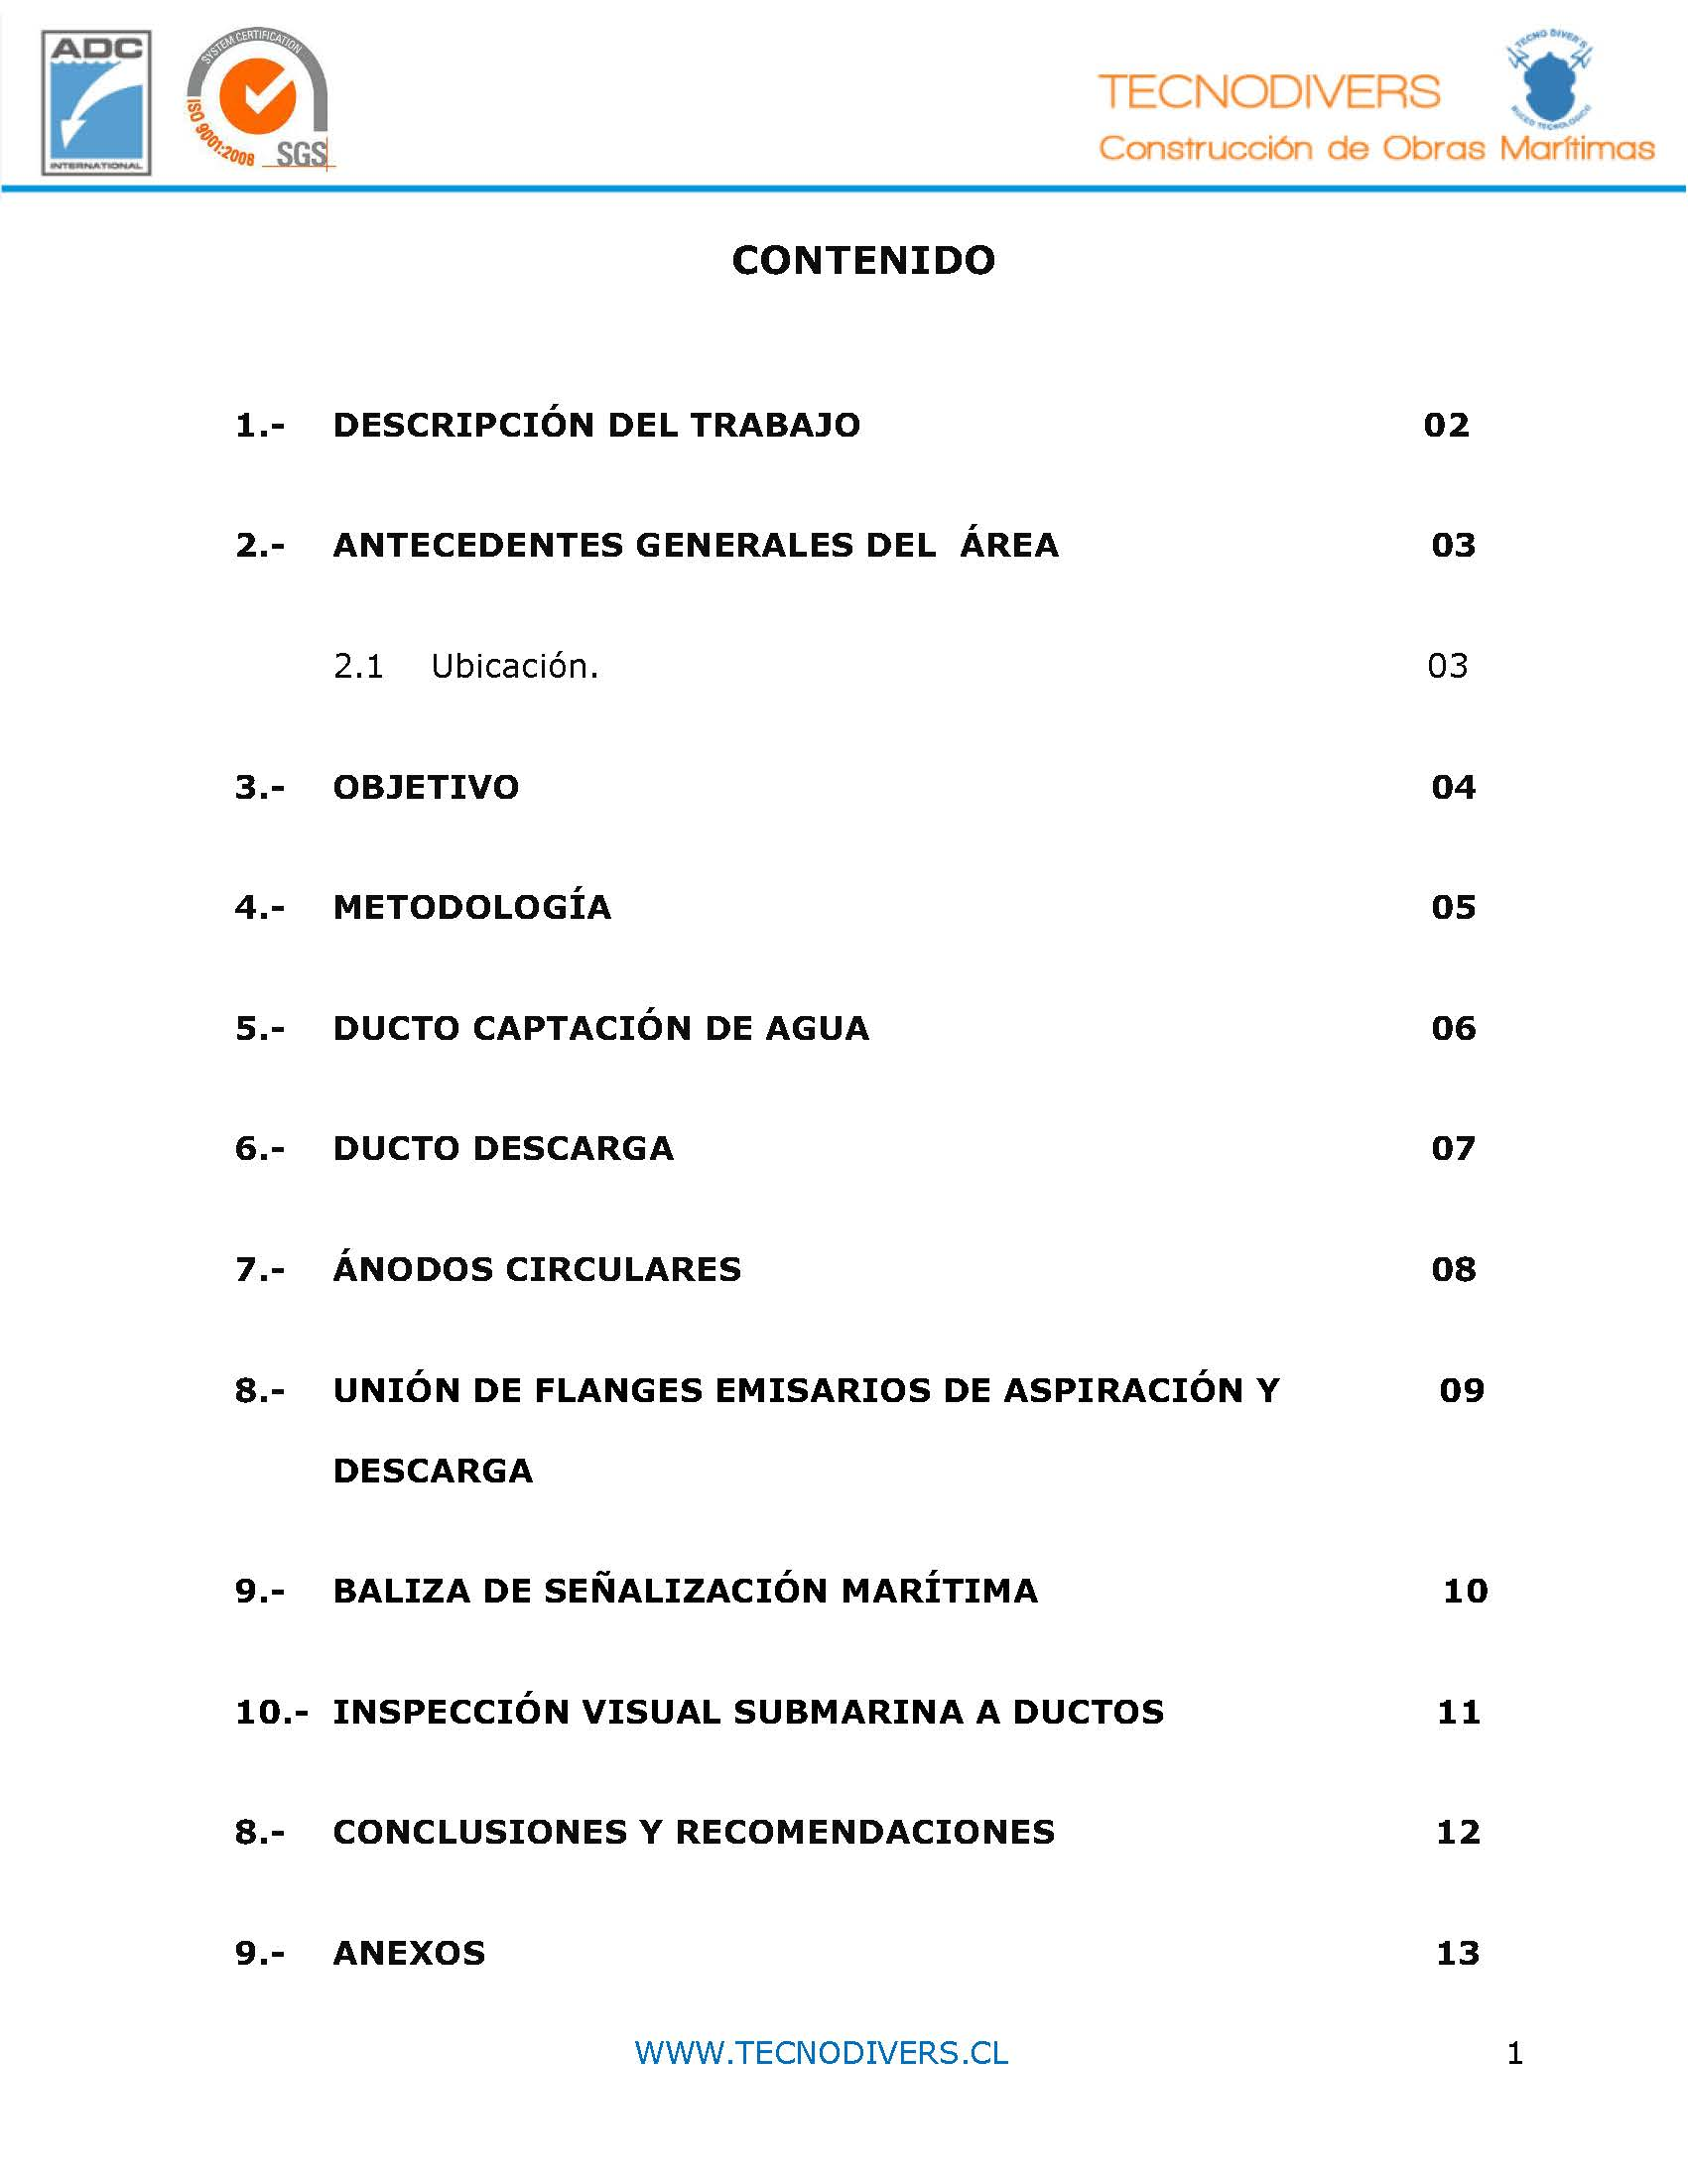 ADC
INTERNATIONAL
SYSTEM CERTIFICATION
ISO 9001:2008
SGS
TECNO DIVER'S
BUCEO TECNOLOGICO
TECNODIVERS
Construcción de Obras Marítimas
CONTENIDO
1.- DESCRIPCIÓN DEL TRABAJO 02
2.- ANTECEDENTES GENERALES DEL ÁREA 03
2.1 Ubicación. 03
3.- OBJETIVO 04
4.- METODOLOGÍA 05
5.- DUCTO CAPTACIÓN DE AGUA 06
6.- DUCTO DESCARGA 07
7.- ÁNODOS CIRCULARES 08
8.- UNIÓN DE FLANGES EMISARIOS DE ASPIRACIÓN Y 09
DESCARGA
9.- BALIZA DE SEÑALIZACIÓN MARÍTIMA 10
10.- INSPECCIÓN VISUAL SUBMARINA A DUCTOS 11
8.- CONCLUSIONES Y RECOMENDACIONES 12
9.- ANEXOS 13
WWW.TECNODIVERS.CL 1